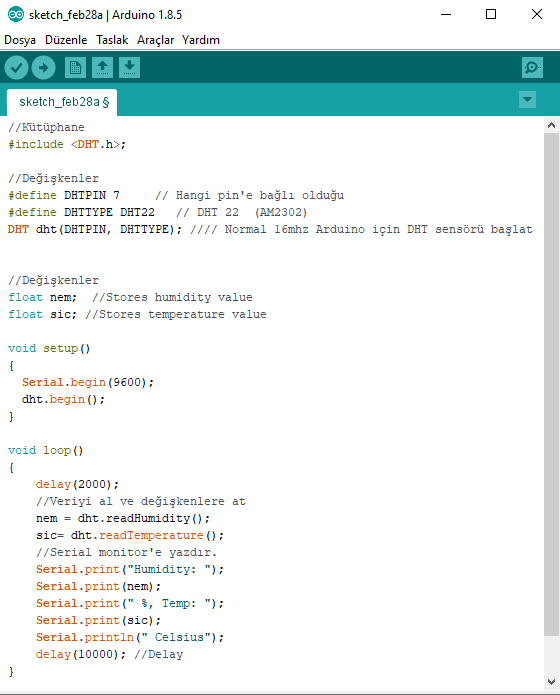 sketch_feb28a | Arduino 1.8.5
Dosya Düzenle Taslak Araçlar Yardım
sketch_feb28a §
//Kütüphane
#include <DHT.h>;
//Değişkenler
#define DHTPIN 7     // Hangi pin'e bağlı olduğu
#define DHTTYPE DHT22   // DHT 22  (AM2302)
DHT dht(DHTPIN, DHTTYPE); //// Normal 16mhz Arduino için DHT sensörü başlat
//Değişkenler
float nem;  //Stores humidity value
float sic; //Stores temperature value
void setup()
{
  Serial.begin(9600);
  dht.begin();
}
void loop()
{
    delay(2000);
    //Veriyi al ve değişkenlere at
    nem = dht.readHumidity();
    sic= dht.readTemperature();
    //Serial monitor'e yazdır.
    Serial.print("Humidity: ");
    Serial.print(nem);
    Serial.print(" %, Temp: ");
    Serial.print(sic);
    Serial.println(" Celsius");
    delay(10000); //Delay
}